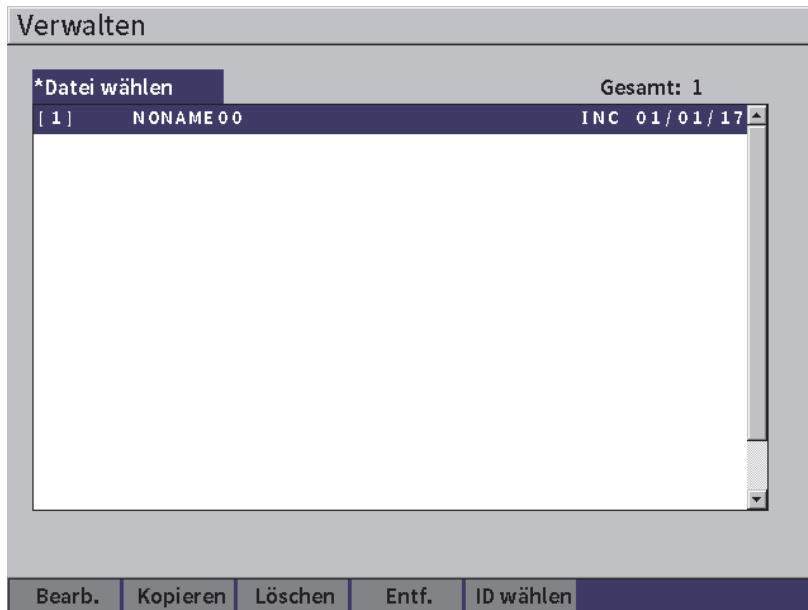 Verwalten
*Datei wählen Gesamt: 1
[1] NONAME00 INC 01/01/17
Bearb. Kopieren Löschen Entf. ID wählen